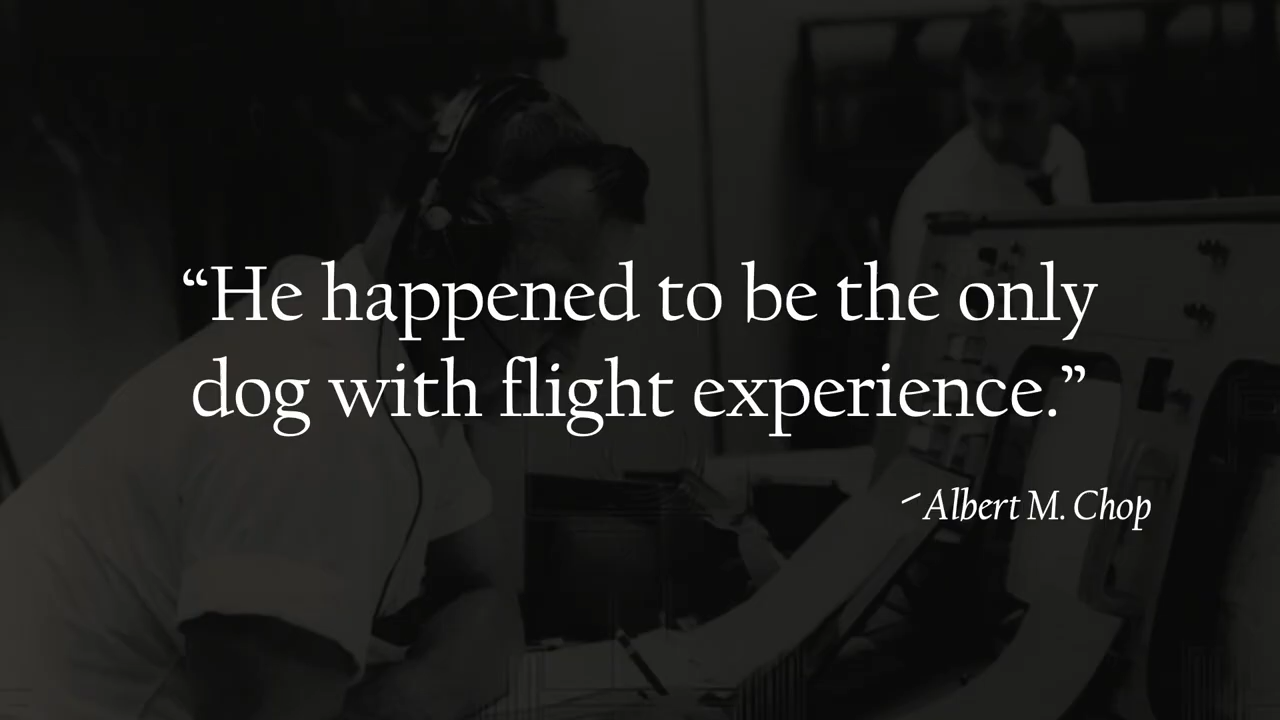 “He happened to be the only
dog with flight experience.”
~Albert M. Chop